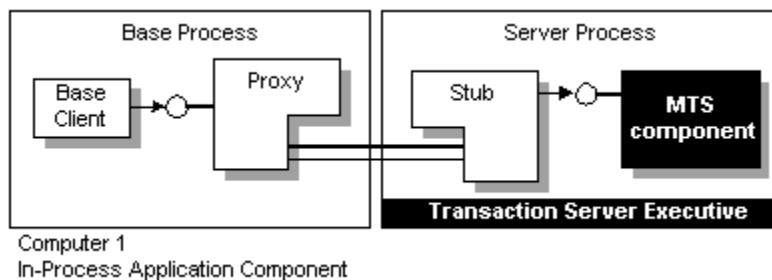 Base Process
Server Process
Base
Client
Proxy
Stub
MTS
component
Transaction Server Executive
Computer 1
In-Process Application Component